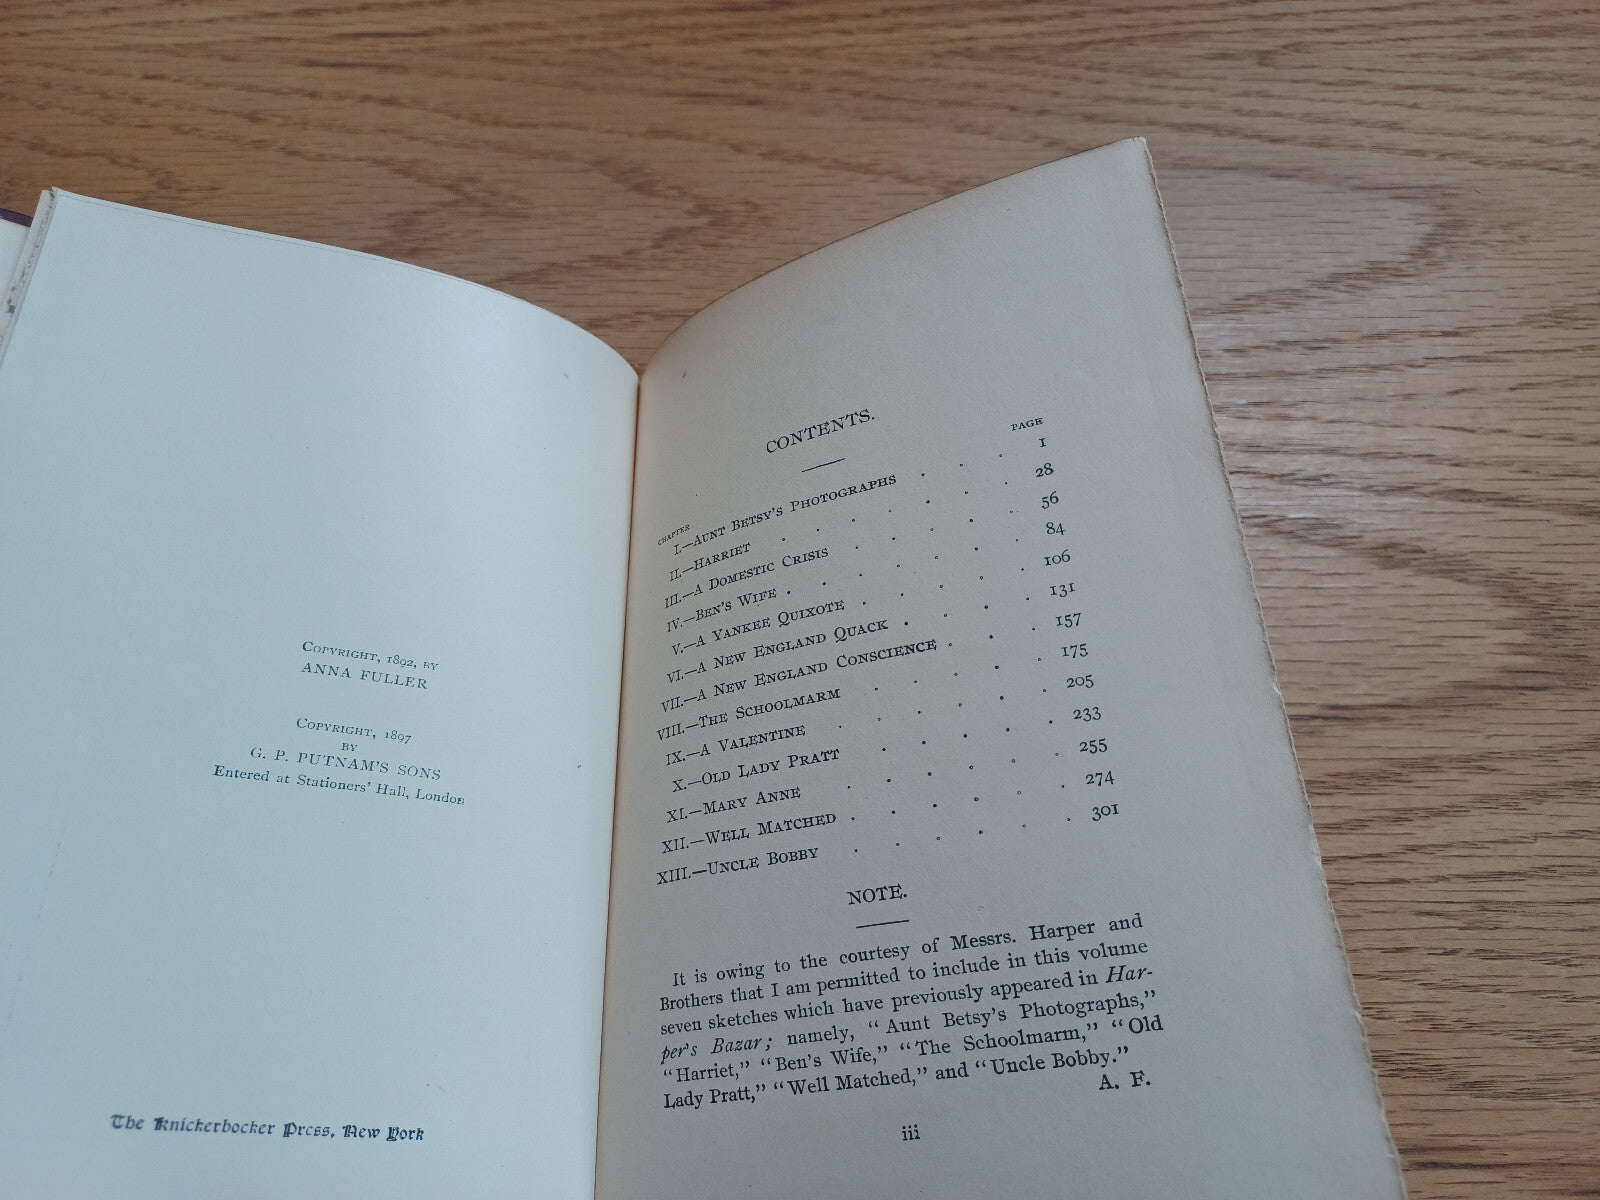 COPYRIGHT, 1892, BY
ANNA FULLER
COPYRIGHT, 1897
BY
G. P. PUTNAM'S SONS
Entered at Stationers' Hall, London
The Knickerbocker Press, New York
CONTENTS.
CHAPTER PAGE
I.—AUNT BETSY'S PHOTOGRAPHS . . . 1
II.—HARRIET . . . . . . 28
III.—A DOMESTIC CRISIS . . . . 56
IV.—BEN'S WIFE . . . . . . 84
V.—A YANKEE QUIXOTE . . . . . 106
VI.—A NEW ENGLAND QUACK . . . . 131
VII.—A NEW ENGLAND CONSCIENCE . . . 157
VIII.—THE SCHOOLMARM . . . . . 175
IX.—A VALENTINE . . . . . . 205
X.—OLD LADY PRATT . . . . . 233
XI.—MARY ANNE . . . . . . 255
XII.—WELL MATCHED . . . . . . 274
XIII.—UNCLE BOBBY . . . . . . 301
NOTE.
It is owing to the courtesy of Messrs. Harper and
Brothers that I am permitted to include in this volume
seven sketches which have previously appeared in Har-
per's Bazar; namely, "Aunt Betsy's Photographs,"
"Harriet," "Ben's Wife," "The Schoolmarm," "Old
Lady Pratt," "Well Matched," and "Uncle Bobby."
A. F.
iii